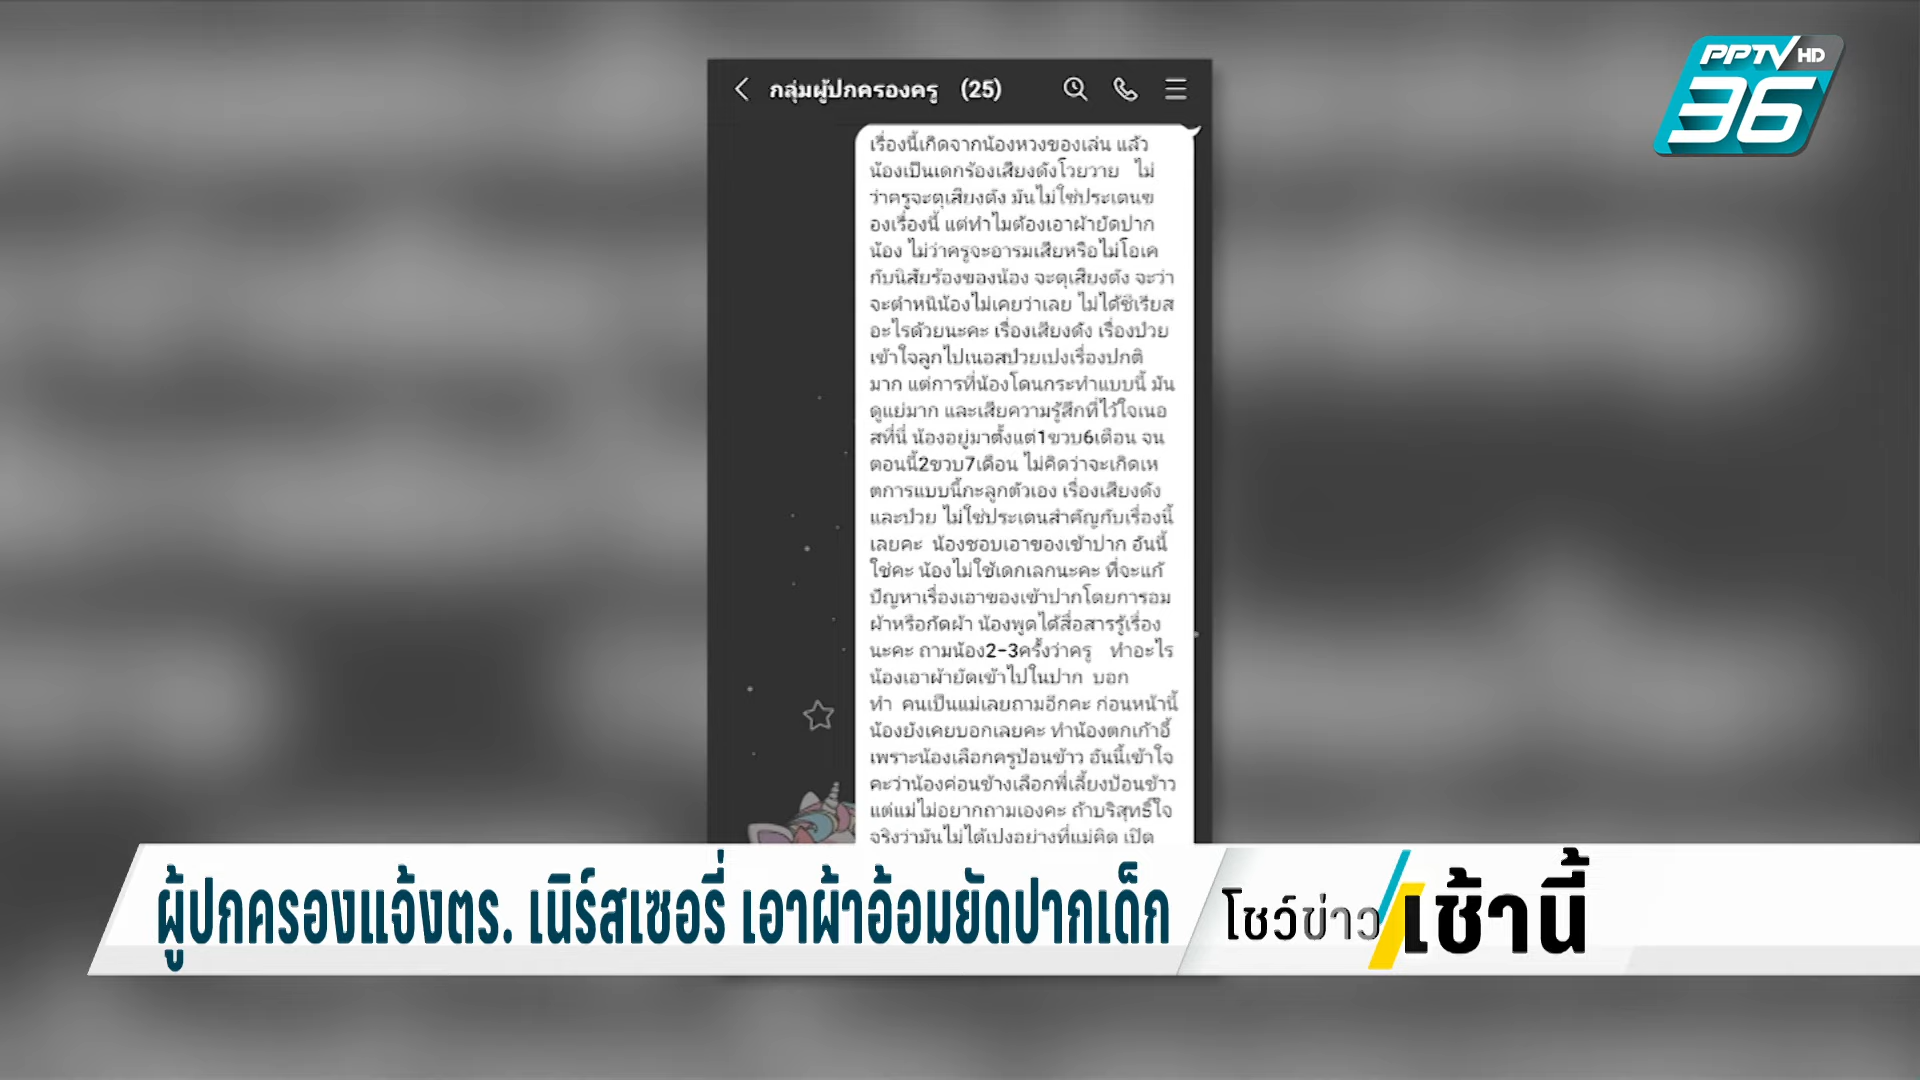 PPTV HD
36
กลุ่มผู้ปกครองครู (25)
เรื่องนี้เกิดจากน้องหวงของเล่น แล้ว
น้องเป็นเดกร้องเสียงดังโวยวาย ไม่
ว่าครูจะดุเสียงดัง มันไม่ใช่ประเดนข
องเรื่องนี้ แต่ทำไมต้องเอาผ้ายัดปาก
น้อง ไม่ว่าครูจะอารมเสียหรือไม่โอเค
กับนิสัยร้องของน้อง จะดุเสียงดัง จะว่า
จะตำหนิน้องไม่เคยว่าเลย ไม่ได้ซีเรียส
อะไรด้วยนะคะ เรื่องเสียงดัง เรื่องป่วย
เข้าใจลูกไปเนอสป่วยเปงเรื่องปกติ
มาก แต่การที่น้องโดนกระทำแบบนี้ มัน
ดูแย่มาก และเสียความรู้สึกที่ไว้ใจเนอ
สที่นี่ น้องอยู่มาตั้งแต่1ขวบ6เดือน จน
ตอนนี้2ขวบ7เดือน ไม่คิดว่าจะเกิดเห
ตการแบบนี้กะลูกตัวเอง เรื่องเสียงดัง
และป่วย ไม่ใช่ประเดนสำคัญกับเรื่องนี้
เลยคะ น้องชอบเอาของเข้าปาก อันนี้
ใช่คะ น้องไม่ใช้เดกเลกนะคะ ที่จะแก้
ปัญหาเรื่องเอาของเข้าปากโดยการอม
ผ้าหรือกัดผ้า น้องพูดได้สื่อสารรู้เรื่อง
นะคะ ถามน้อง2-3ครั้งว่าครู ทำอะไร
น้องเอาผ้ายัดเข้าไปในปาก บอก
ทำ คนเป็นแม่เลยถามอีกคะ ก่อนหน้านี้
น้องยังเคยบอกเลยคะ ทำน้องตกเก้าอี้
เพราะน้องเลือกครูป้อนข้าว อันนี้เข้าใจ
คะว่าน้องค่อนข้างเลือกพี่เลี้ยงป้อนข้าว
แต่แม่ไม่อยากถามเองคะ ถ้าบริสุทธิ์ใจ
จริงว่ามันไม่ได้เปงอย่างที่แม่คิด เปิด
ผู้ปกครองแจ้งตร. เนิร์สเซอรี่ เอาผ้าอ้อมยัดปากเด็ก
โชว์ข่าว เช้านี้